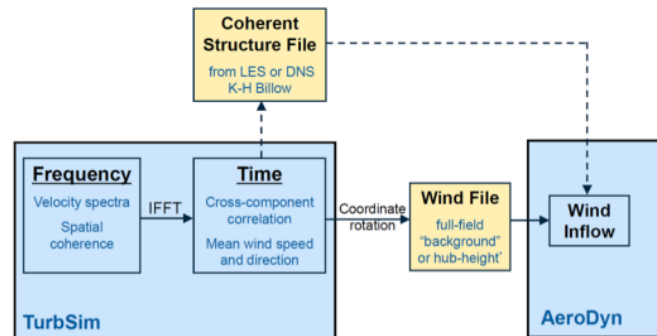 Coherent
Structure File
from LES or DNS
K-H Billow
Frequency
Velocity spectra
Spatial
coherence
IFFT
Time
Cross-component
correlation
Mean wind speed
and direction
Coordinate
rotation
Wind File
full-field
"background"
or hub-height*
Wind
Inflow
TurbSim
AeroDyn